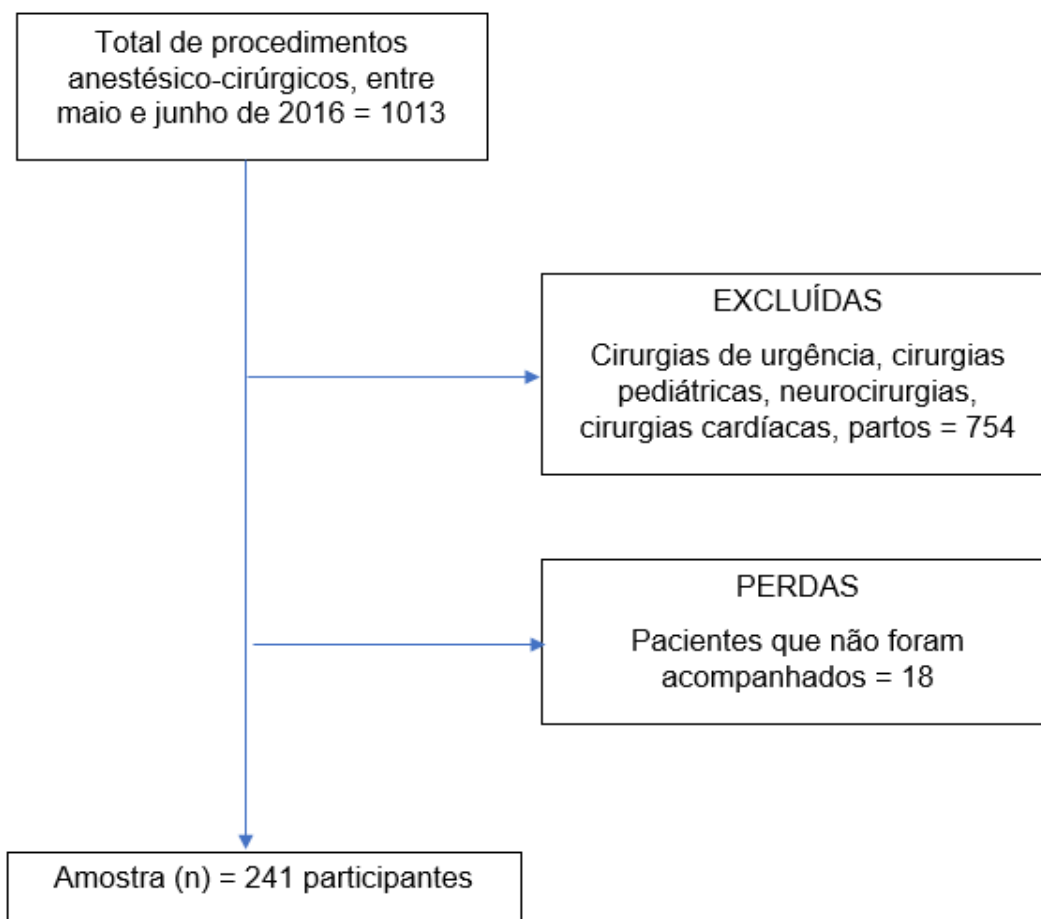 Total de procedimentos
anestésico-cirúrgicos, entre
maio e junho de 2016 = 1013
EXCLUÍDAS
Cirurgias de urgência, cirurgias
pediátricas, neurocirurgias,
cirurgias cardíacas, partos = 754
PERDAS
Pacientes que não foram
acompanhados = 18
Amostra (n) = 241 participantes